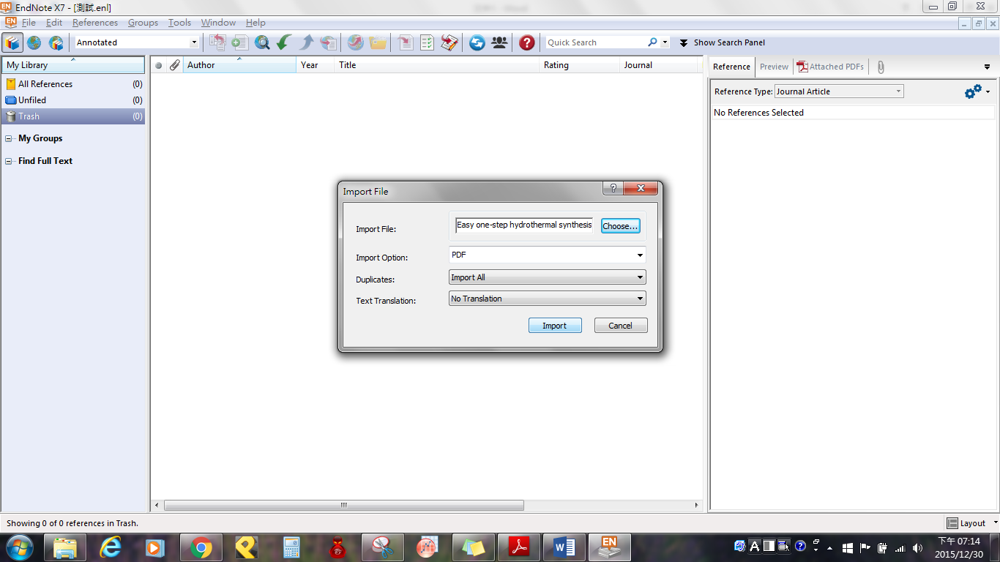 EN EndNote X7 - [測試.enl]
EN File Edit References Groups Tools Window Help
Annotated Quick Search Show Search Panel
My Library
All References (0)
Unfiled (0)
Trash (0)
My Groups
Find Full Text
Author Year Title Rating Journal
Reference Preview Attached PDFs
Reference Type: Journal Article
No References Selected
Import File
Import File: Easy one-step hydrothermal synthesis Choose...
Import Option: PDF
Duplicates: Import All
Text Translation: No Translation
Import Cancel
Showing 0 of 0 references in Trash.
Layout
EN
A
下午 07:14
2015/12/30